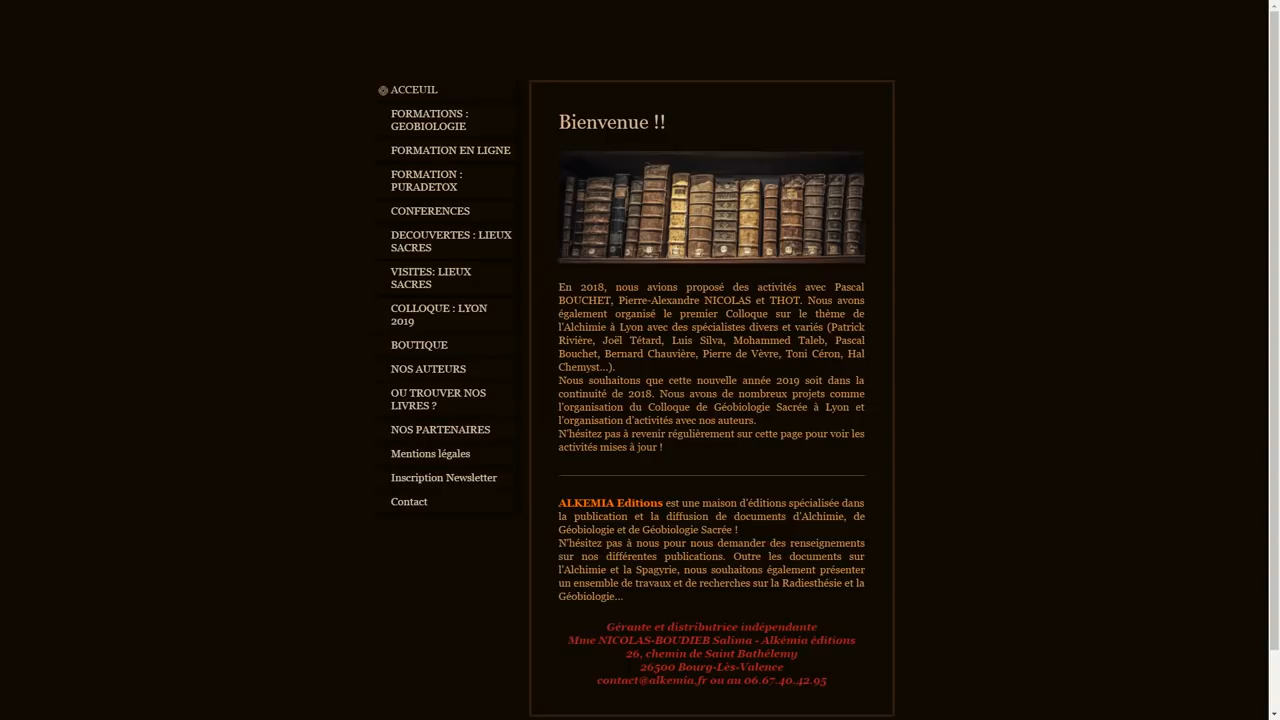 ACCEUIL
FORMATIONS :
GEOBIOLOGIE
FORMATION EN LIGNE
FORMATION :
PURADETOX
CONFERENCES
DECOUVERTES : LIEUX
SACRES
VISITES: LIEUX
SACRES
COLLOQUE : LYON
2019
BOUTIQUE
NOS AUTEURS
OU TROUVER NOS
LIVRES ?
NOS PARTENAIRES
Mentions légales
Inscription Newsletter
Contact
Bienvenue !!
En 2018, nous avions proposé des activités avec Pascal
BOUCHET, Pierre-Alexandre NICOLAS et THOT. Nous avons
également organisé le premier Colloque sur le thème de
l'Alchimie à Lyon avec des spécialistes divers et variés (Patrick
Rivière, Joël Tétard, Luis Silva, Mohammed Taleb, Pascal
Bouchet, Bernard Chauvière, Pierre de Vèvre, Toni Céron, Hal
Chemyst...).
Nous souhaitons que cette nouvelle année 2019 soit dans la
continuité de 2018. Nous avons de nombreux projets comme
l'organisation du Colloque de Géobiologie Sacrée à Lyon et
l'organisation d'activités avec nos auteurs.
N'hésitez pas à revenir régulièrement sur cette page pour voir les
activités mises à jour !
ALKEMIA Editions est une maison d'éditions spécialisée dans
la publication et la diffusion de documents d'Alchimie, de
Géobiologie et de Géobiologie Sacrée !
N'hésitez pas à nous pour nous demander des renseignements
sur nos différentes publications. Outre les documents sur
l'Alchimie et la Spagyrie, nous souhaitons également présenter
un ensemble de travaux et de recherches sur la Radiesthésie et la
Géobiologie...
Gérante et distributrice indépendante
Mme NICOLAS-BOUDIEB Salima - Alkémia éditions
26, chemin de Saint Bathélemy
26500 Bourg-Lès-Valence
contact@alkemia.fr ou au 06.67.40.42.95